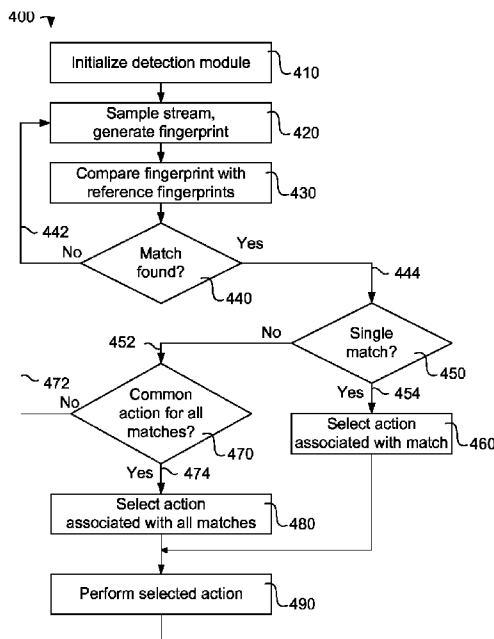 400
Initialize detection module
410
Sample stream,
generate fingerprint
420
Compare fingerprint with
reference fingerprints
430
442
No
Match
found?
Yes
440
444
452
No
Single
match?
450
472
No
Common
action for all
matches?
470
Yes
454
Select action
associated with match
460
Yes
474
Select action
associated with all matches
480
Perform selected action
490